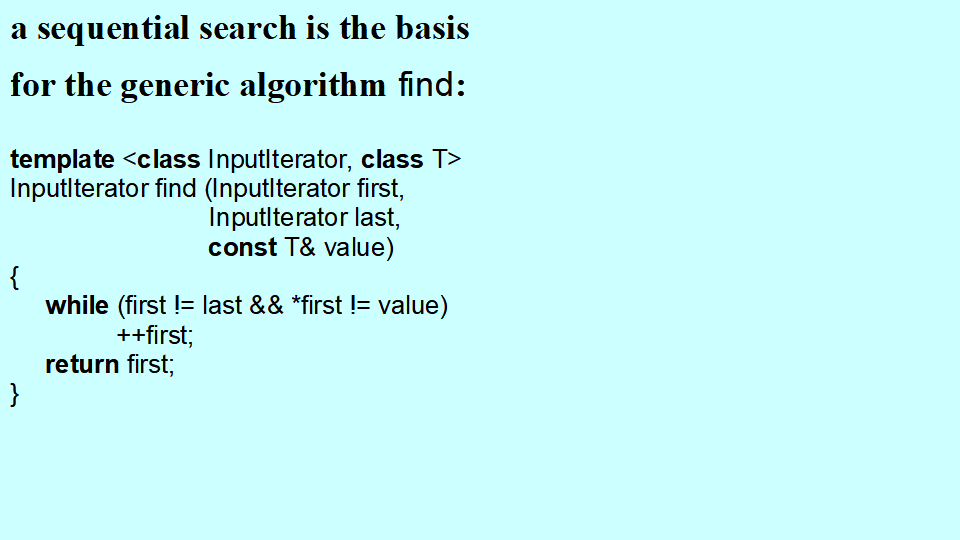 a sequential search is the basis
for the generic algorithm find:
template <class InputIterator, class T>
InputIterator find (InputIterator first,
InputIterator last,
const T& value)
{
while (first != last && *first != value)
++first;
return first;
}